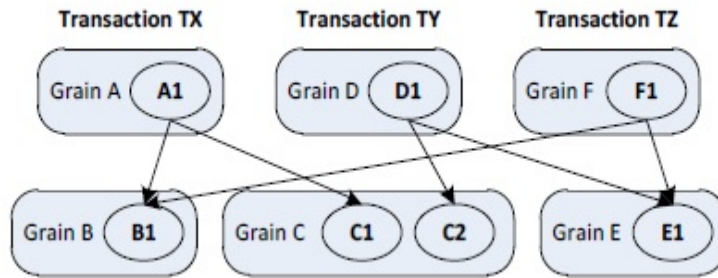 Transaction TX Transaction TY Transaction TZ
Grain A A1 Grain D D1 Grain F F1
Grain B B1 Grain C C1 C2 Grain E E1